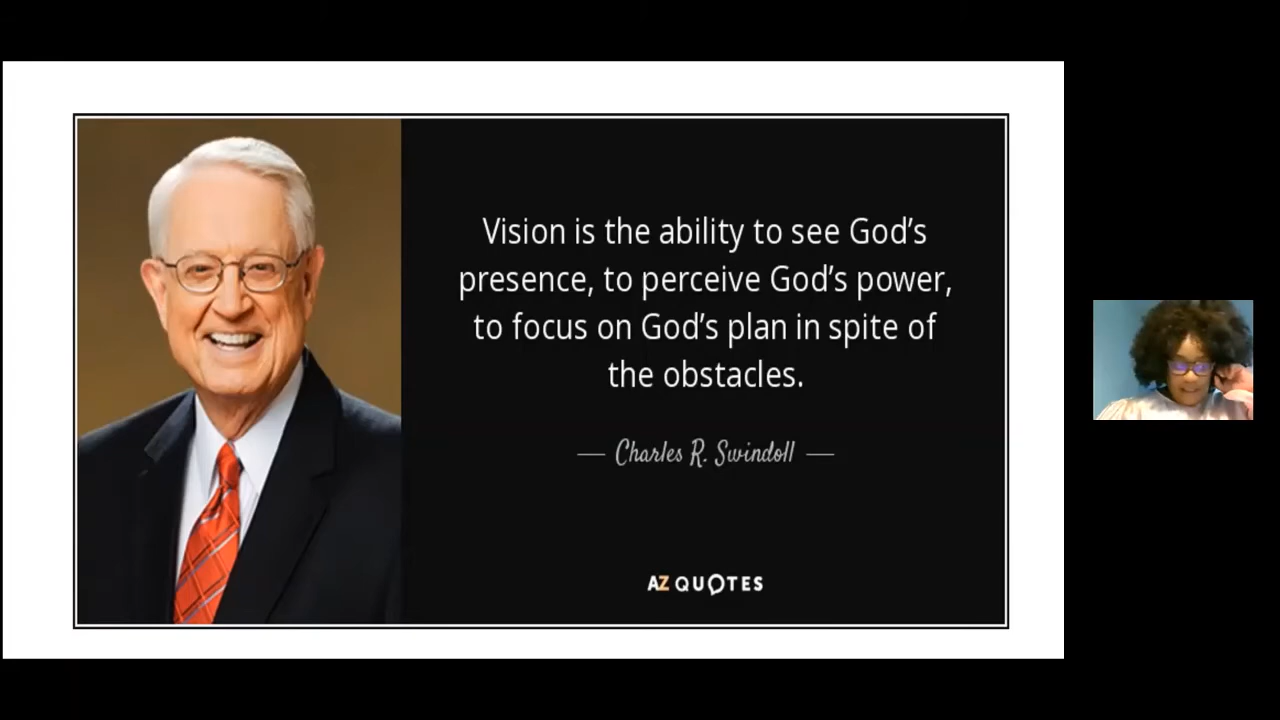 Vision is the ability to see God’s
presence, to perceive God’s power,
to focus on God’s plan in spite of
the obstacles.
Charles R. Swindoll
AZ QUOTES